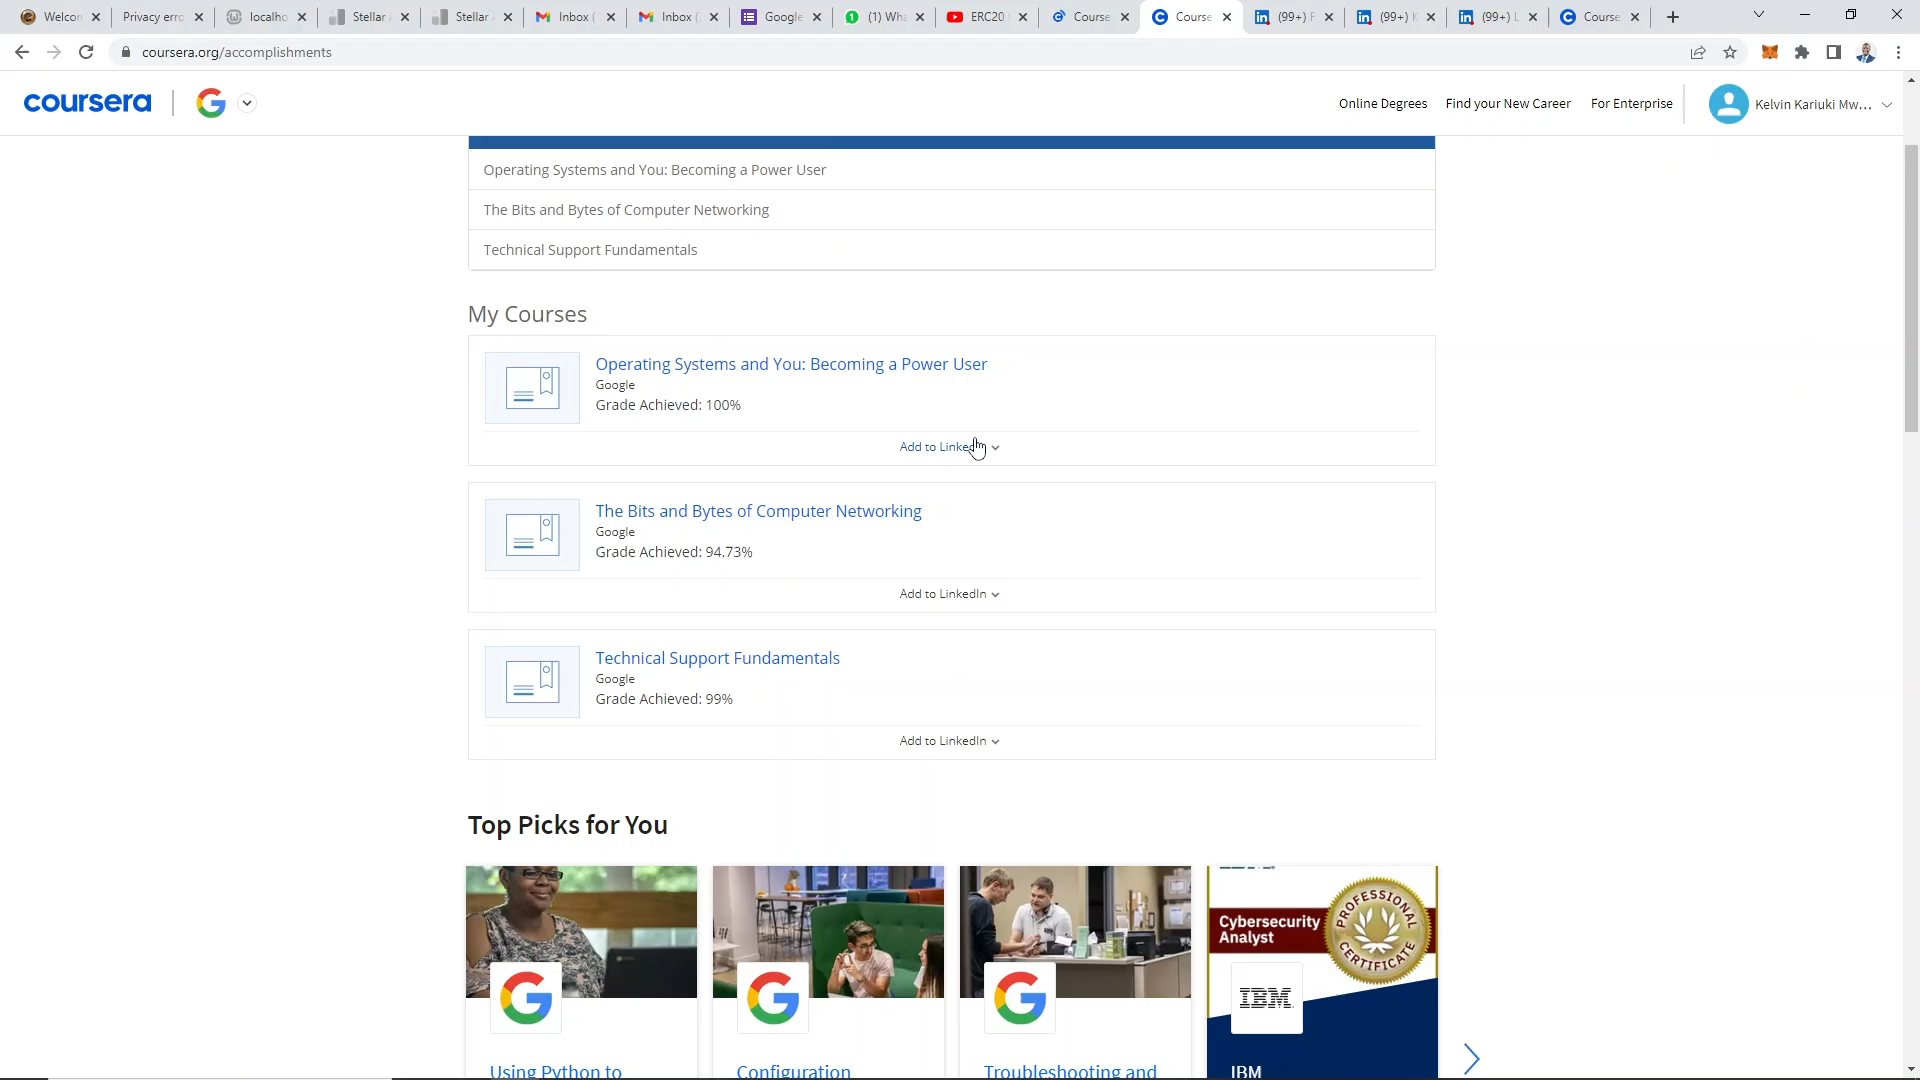 Welcon
Privacy erro
localho
Stellar
Stellar
Inbox (
Inbox (
Google
(1) Wha
ERC20
Course
Course
(99+) F
(99+) K
(99+) L
Course
coursera.org/accomplishments
coursera
Online Degrees
Find your New Career
For Enterprise
Kelvin Kariuki Mw...
Operating Systems and You: Becoming a Power User
The Bits and Bytes of Computer Networking
Technical Support Fundamentals
My Courses
Operating Systems and You: Becoming a Power User
Google
Grade Achieved: 100%
Add to LinkedIn
The Bits and Bytes of Computer Networking
Google
Grade Achieved: 94.73%
Add to LinkedIn
Technical Support Fundamentals
Google
Grade Achieved: 99%
Add to LinkedIn
Top Picks for You
Cybersecurity
Analyst
PROFESSIONAL
CERTIFICATE
IBM
Using Python to
Configuration
Troubleshooting and
IBM